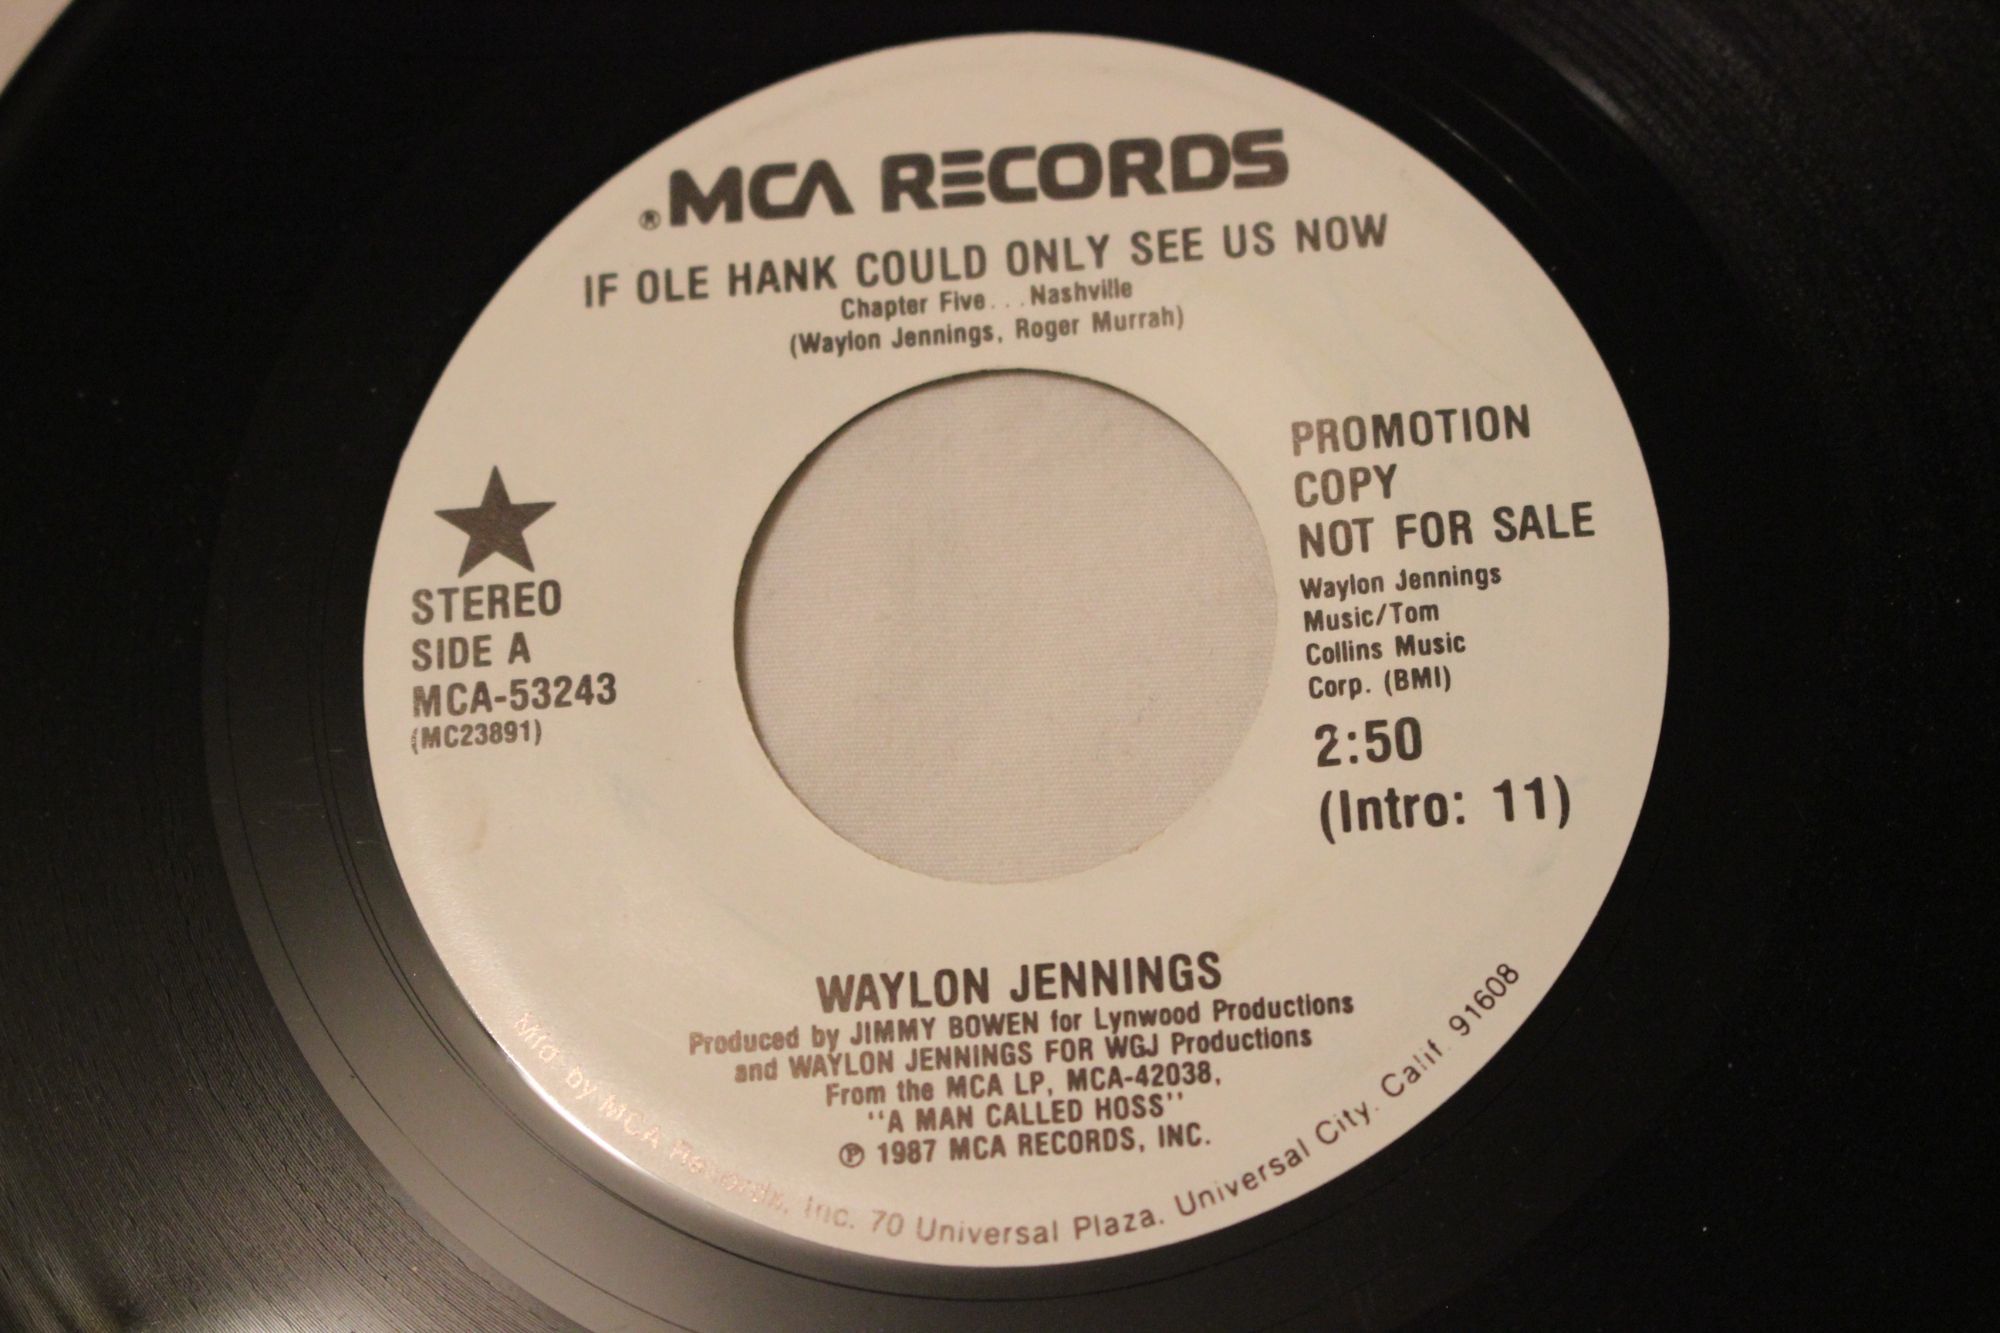 ® MCA RECORDS
IF OLE HANK COULD ONLY SEE US NOW
Chapter Five...Nashville
(Waylon Jennings, Roger Murrah)
STEREO
SIDE A
MCA-53243
(MC23891)
PROMOTION
COPY
NOT FOR SALE
Waylon Jennings
Music/Tom
Collins Music
Corp. (BMI)
2:50
(Intro: 11)
WAYLON JENNINGS
Produced by JIMMY BOWEN for Lynwood Productions
and WAYLON JENNINGS FOR WGJ Productions
From the MCA LP, MCA-42038,
"A MAN CALLED HOSS"
℗ 1987 MCA RECORDS, INC.
Mfd. by MCA Records, Inc. 70 Universal Plaza. Universal City. Calif. 91608